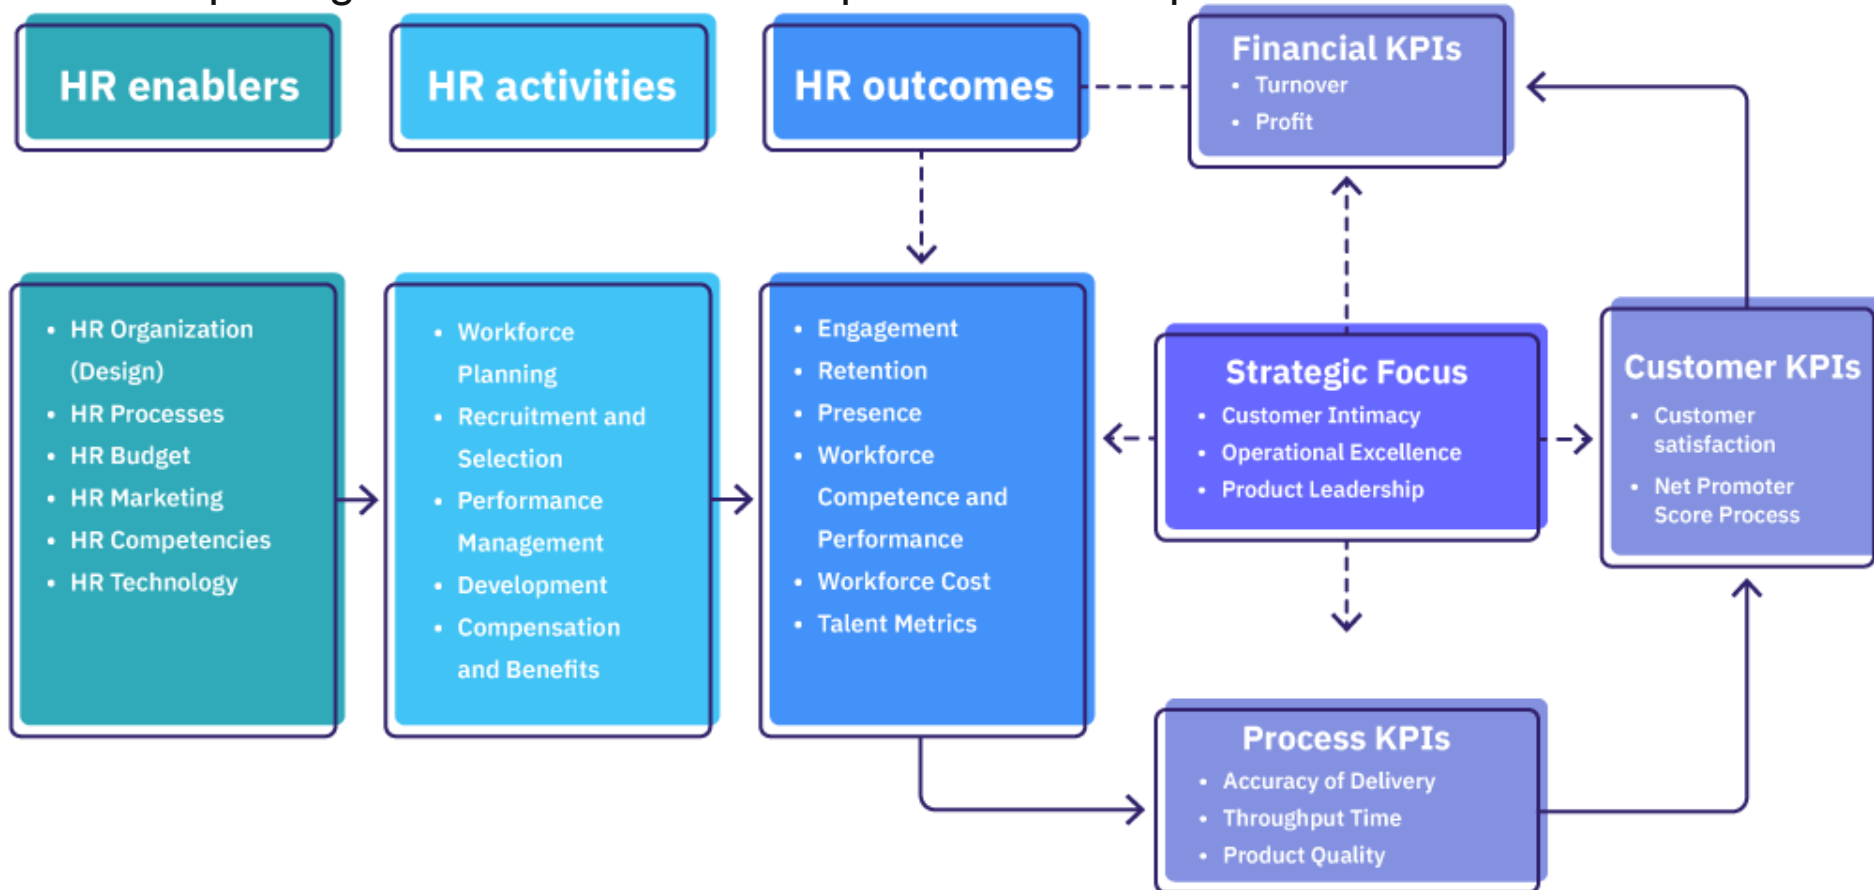 HR enablers
HR activities
HR outcomes
Financial KPIs
• Turnover
• Profit
• HR Organization
(Design)
• HR Processes
• HR Budget
• HR Marketing
• HR Competencies
• HR Technology
• Workforce
Planning
• Recruitment and
Selection
• Performance
Management
• Development
• Compensation
and Benefits
• Engagement
• Retention
• Presence
• Workforce
Competence and
Performance
• Workforce Cost
• Talent Metrics
Strategic Focus
• Customer Intimacy
• Operational Excellence
• Product Leadership
Customer KPIs
• Customer
satisfaction
• Net Promoter
Score Process
Process KPIs
• Accuracy of Delivery
• Throughput Time
• Product Quality